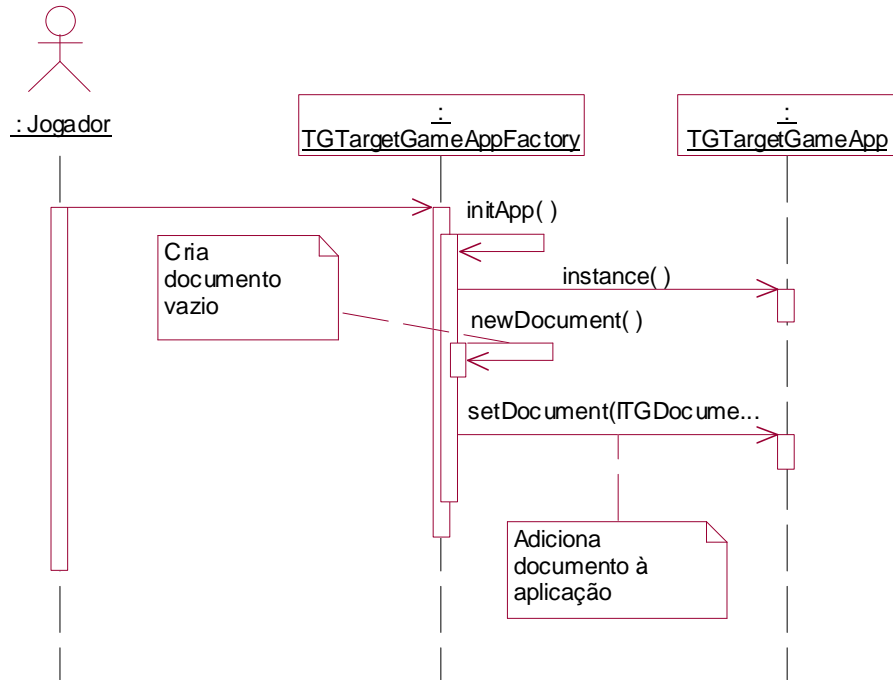 : Jogador
:
TGTargetGameAppFactory
:
TGTargetGameApp
initApp( )
Cria
documento
vazio
instance( )
newDocument( )
setDocument(ITGDocume...
Adiciona
documento à
aplicação